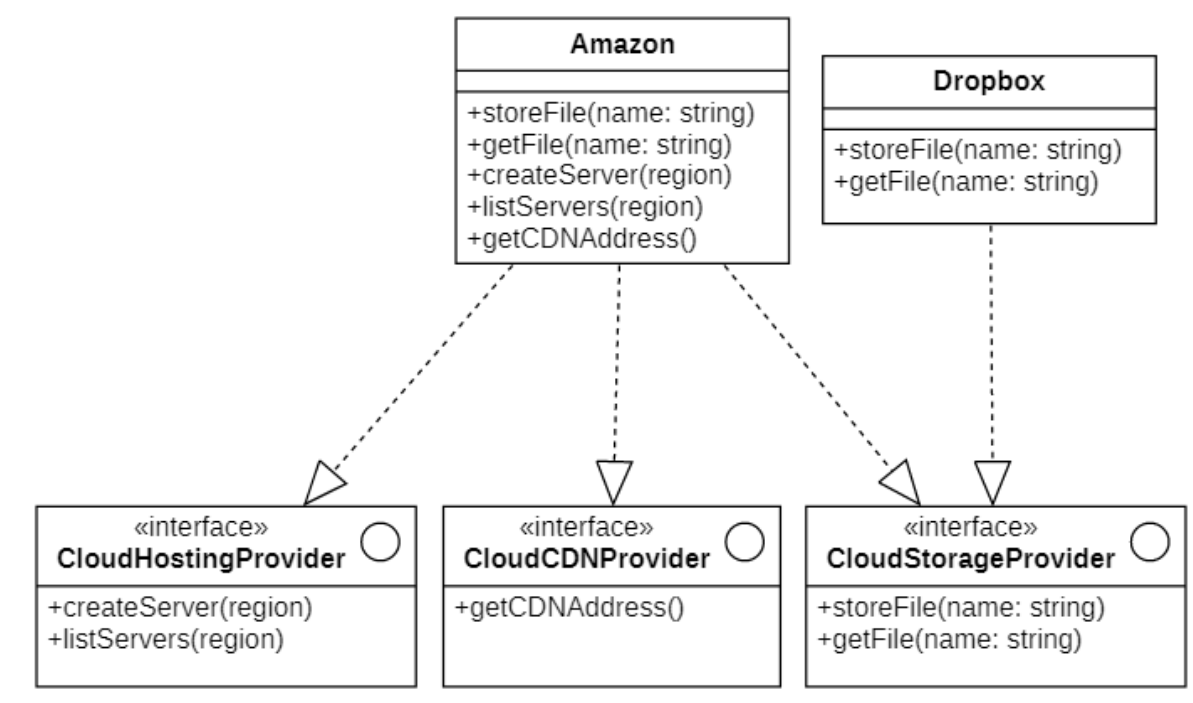 Amazon
+storeFile(name: string)
+getFile(name: string)
+createServer(region)
+listServers(region)
+getCDNAddress()
Dropbox
+storeFile(name: string)
+getFile(name: string)
«interface»
CloudHostingProvider
+createServer(region)
+listServers(region)
«interface»
CloudCDNProvider
+getCDNAddress()
«interface»
CloudStorageProvider
+storeFile(name: string)
+getFile(name: string)